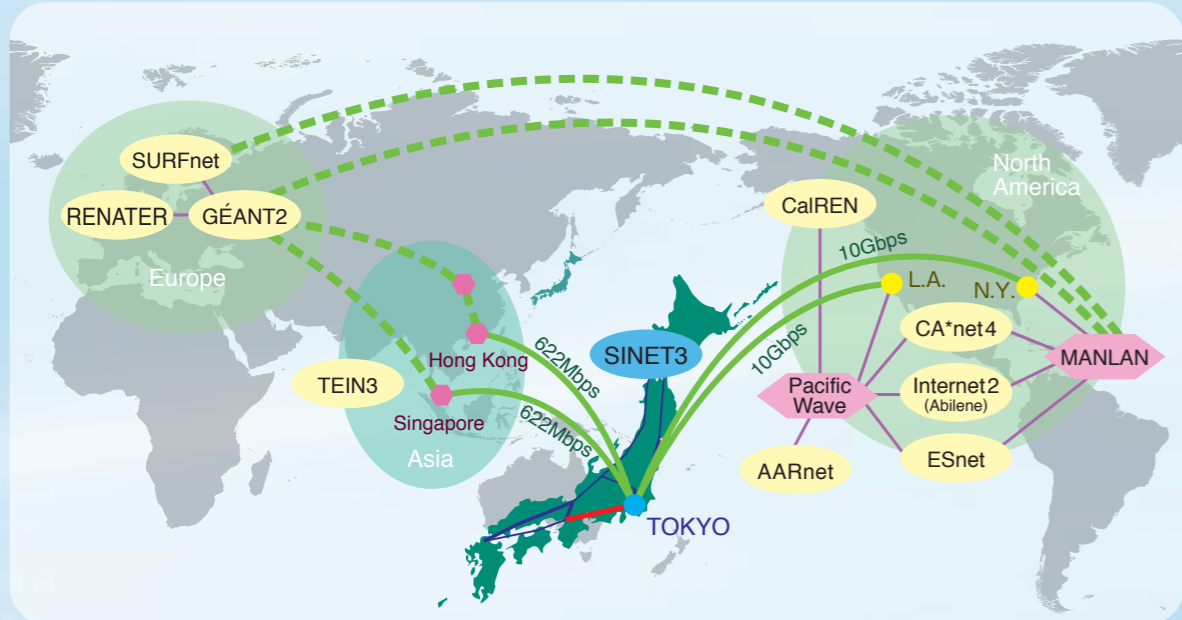 SURFnet
RENATER
GÉANT2
Europe
TEIN3
Hong Kong
Singapore
Asia
622Mbps
622Mbps
SINET3
TOKYO
10Gbps
10Gbps
North
America
CalREN
L.A.
N.Y.
CA*net4
MANLAN
Pacific
Wave
Internet2
(Abilene)
AARnet
ESnet